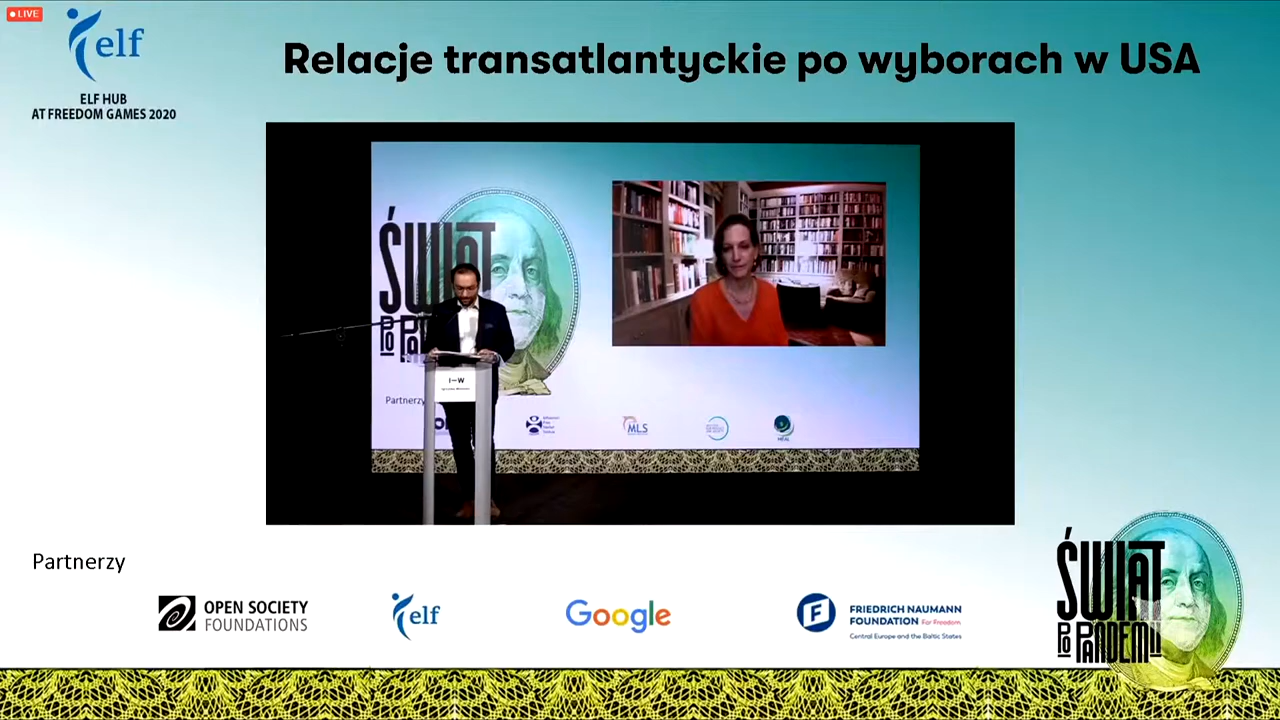 LIVE
elf
ELF HUB
AT FREEDOM GAMES 2020
Relacje transatlantyckie po wyborach w USA
ŚWIAT
PO
Partnerzy
I—W
MLS
Partnerzy
OPEN SOCIETY
FOUNDATIONS
elf
Google
F
FRIEDRICH NAUMANN
FOUNDATION For Freedom
Central Europe and the Baltic States
ŚWIAT
PO PANDEMII